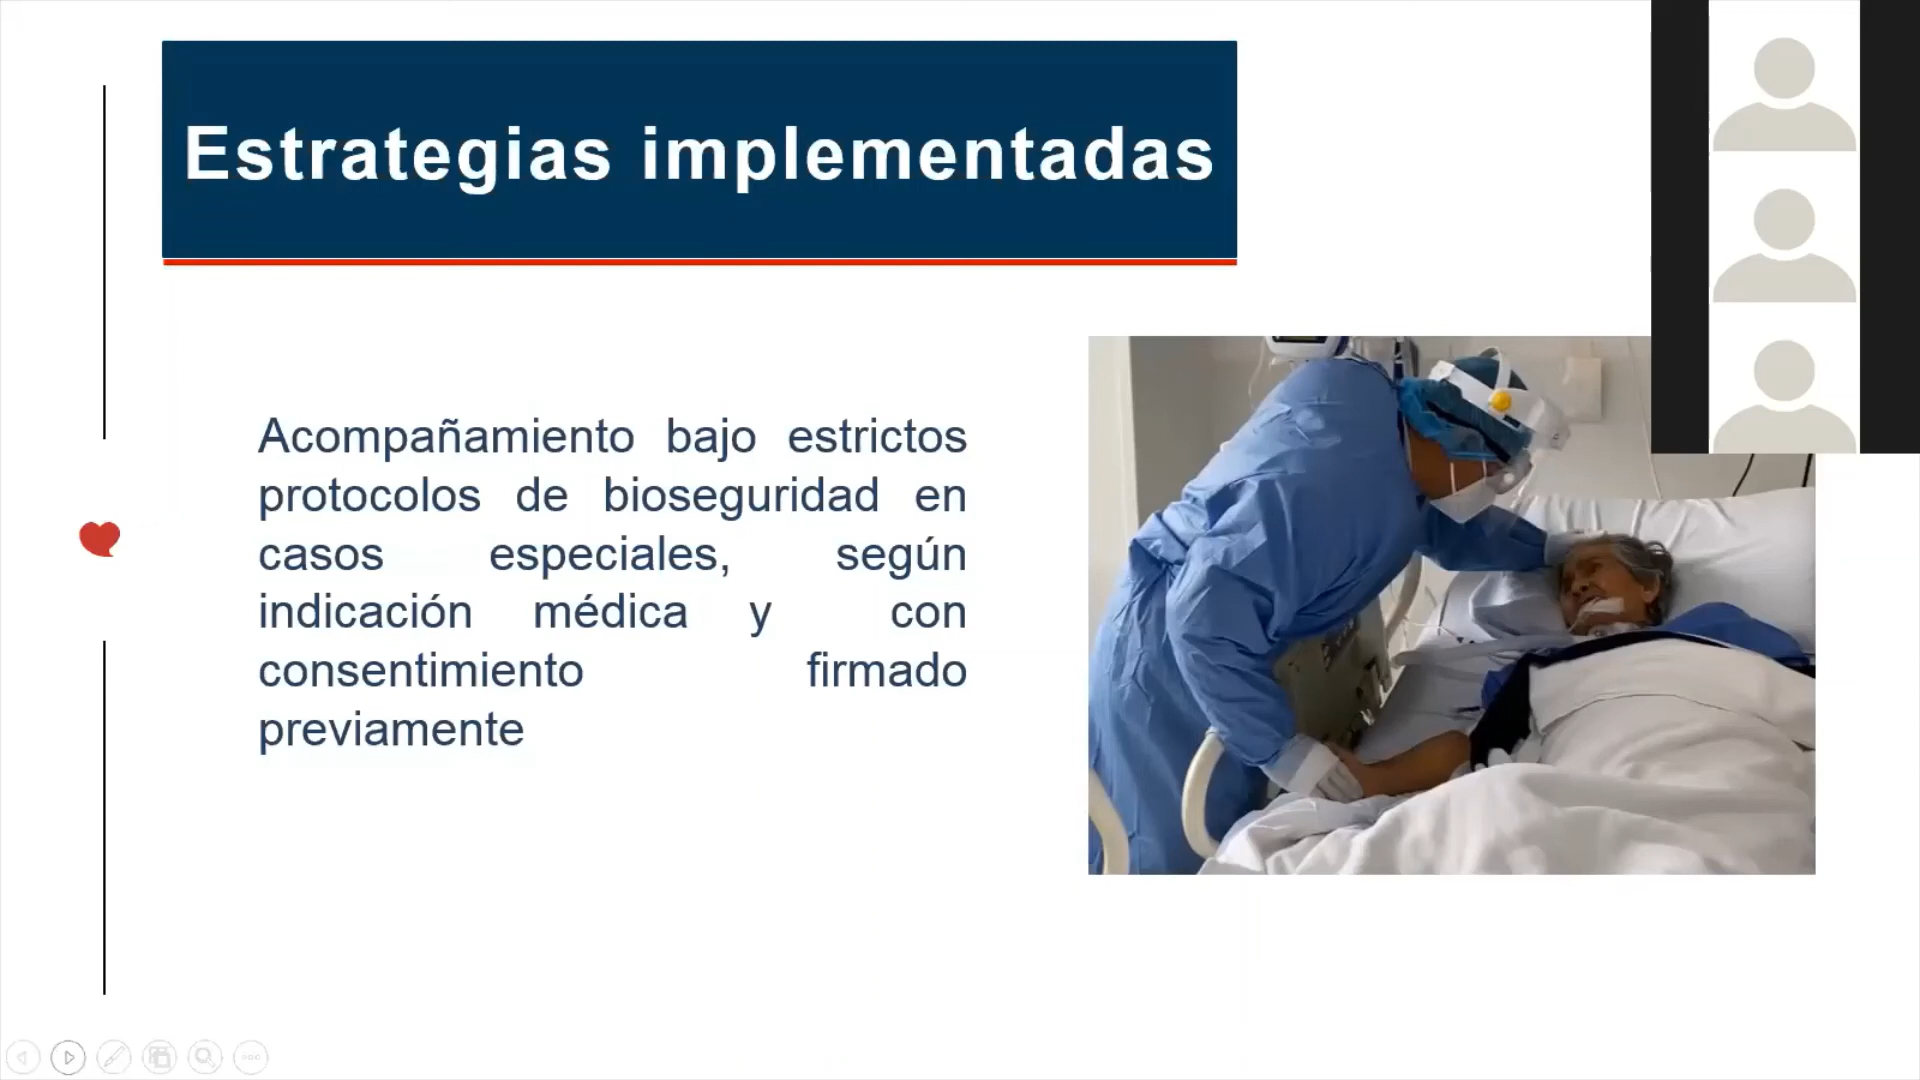 Estrategias implementadas
Acompañamiento bajo estrictos
protocolos de bioseguridad en
casos especiales, según
indicación médica y con
consentimiento firmado
previamente